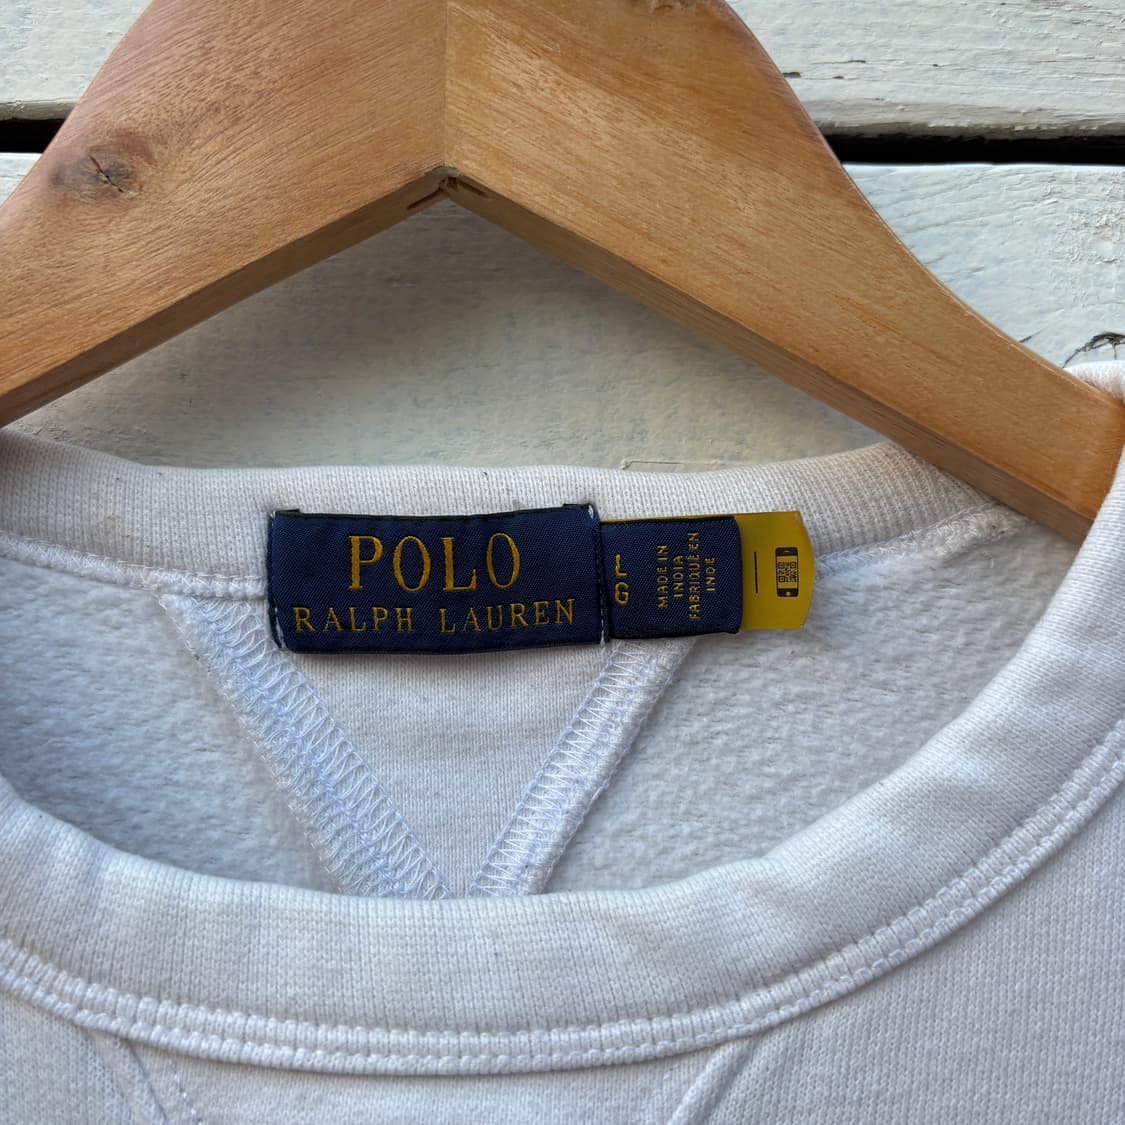 POLO
RALPH LAUREN
L
G
MADE IN
INDIA
FABRIQUÉ EN
INDE